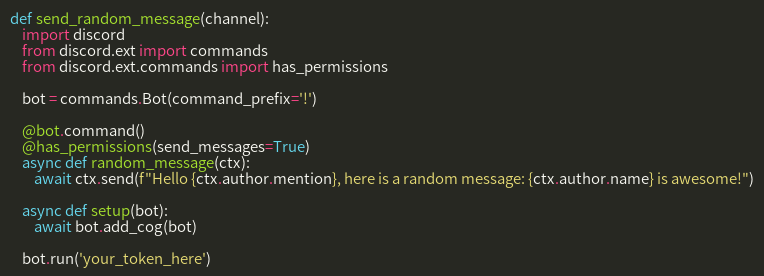 def send_random_message(channel):
    import discord
    from discord.ext import commands
    from discord.ext.commands import has_permissions

    bot = commands.Bot(command_prefix='!')

    @bot.command()
    @has_permissions(send_messages=True)
    async def random_message(ctx):
        await ctx.send(f"Hello {ctx.author.mention}, here is a random message: {ctx.author.name} is awesome!")

    async def setup(bot):
        await bot.add_cog(bot)

    bot.run('your_token_here')